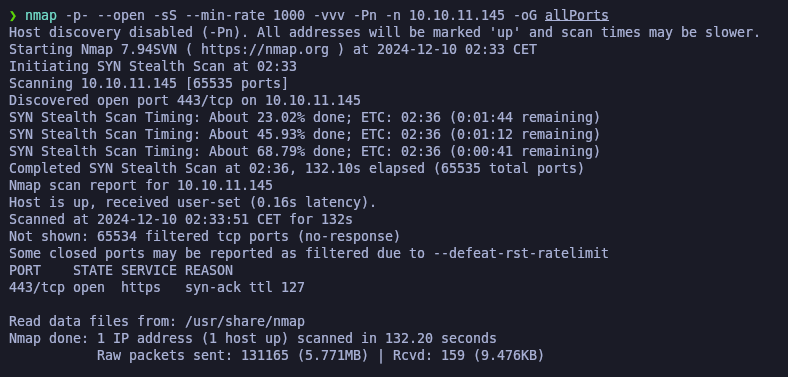 ❯ nmap -p- --open -sS --min-rate 1000 -vvv -Pn -n 10.10.11.145 -oG allPorts
Host discovery disabled (-Pn). All addresses will be marked 'up' and scan times may be slower.
Starting Nmap 7.94SVN ( https://nmap.org ) at 2024-12-10 02:33 CET
Initiating SYN Stealth Scan at 02:33
Scanning 10.10.11.145 [65535 ports]
Discovered open port 443/tcp on 10.10.11.145
SYN Stealth Scan Timing: About 23.02% done; ETC: 02:36 (0:01:44 remaining)
SYN Stealth Scan Timing: About 45.93% done; ETC: 02:36 (0:01:12 remaining)
SYN Stealth Scan Timing: About 68.79% done; ETC: 02:36 (0:00:41 remaining)
Completed SYN Stealth Scan at 02:36, 132.10s elapsed (65535 total ports)
Nmap scan report for 10.10.11.145
Host is up, received user-set (0.16s latency).
Scanned at 2024-12-10 02:33:51 CET for 132s
Not shown: 65534 filtered tcp ports (no-response)
Some closed ports may be reported as filtered due to --defeat-rst-ratelimit
PORT    STATE SERVICE REASON
443/tcp open  https   syn-ack ttl 127

Read data files from: /usr/share/nmap
Nmap done: 1 IP address (1 host up) scanned in 132.20 seconds
           Raw packets sent: 131165 (5.771MB) | Rcvd: 159 (9.476KB)